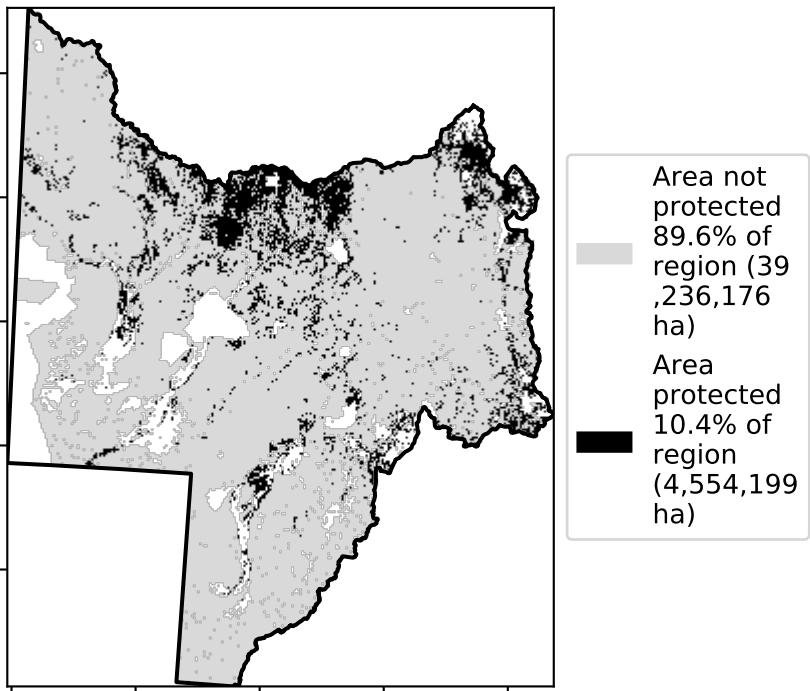 Area not
protected
89.6% of
region (39
,236,176
ha)
Area
protected
10.4% of
region
(4,554,199
ha)